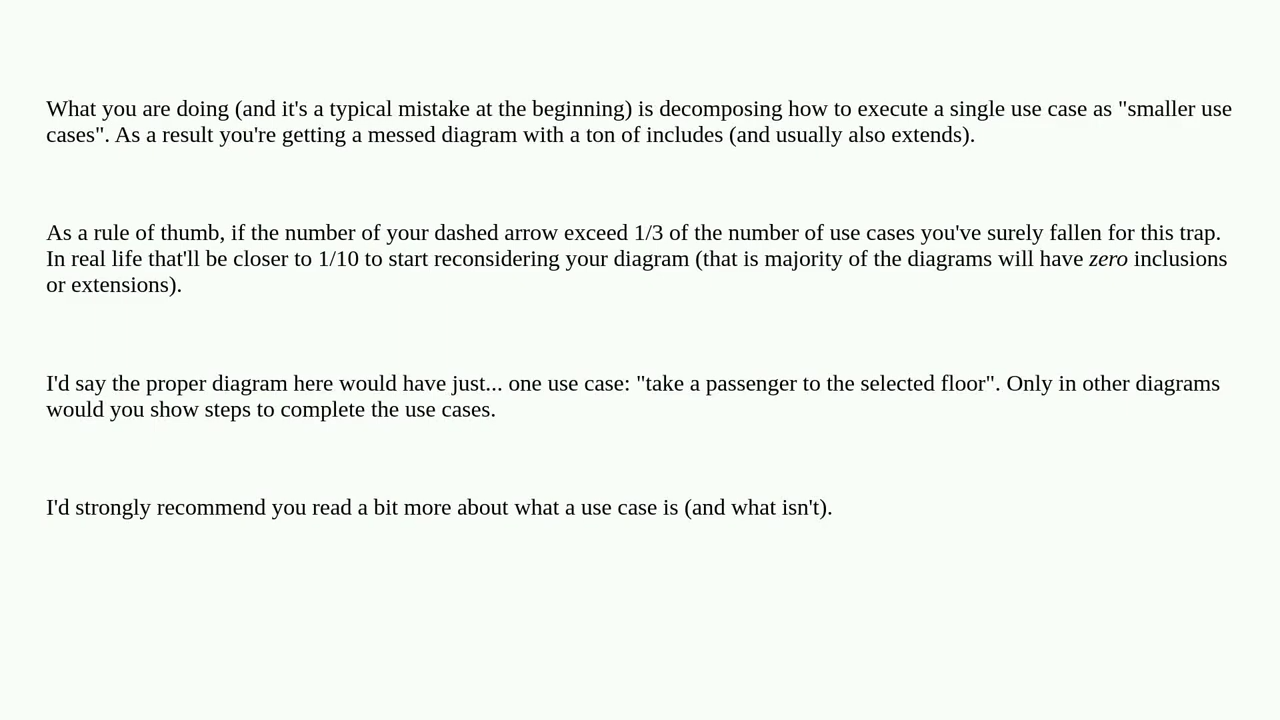 What you are doing (and it's a typical mistake at the beginning) is decomposing how to execute a single use case as "smaller use
cases". As a result you're getting a messed diagram with a ton of includes (and usually also extends).
As a rule of thumb, if the number of your dashed arrow exceed 1/3 of the number of use cases you've surely fallen for this trap.
In real life that'll be closer to 1/10 to start reconsidering your diagram (that is majority of the diagrams will have zero inclusions
or extensions).
I'd say the proper diagram here would have just... one use case: "take a passenger to the selected floor". Only in other diagrams
would you show steps to complete the use cases.
I'd strongly recommend you read a bit more about what a use case is (and what isn't).